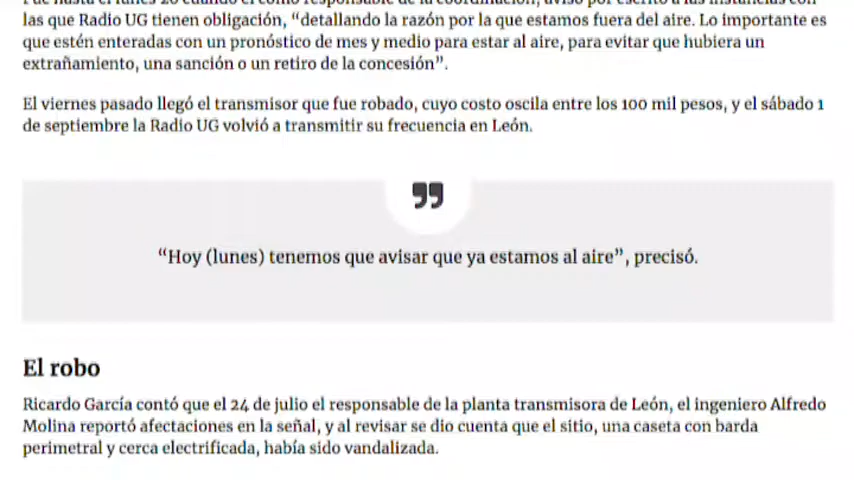 las que Radio UG tienen obligación, “detallando la razón por la que estamos fuera del aire. Lo importante es
que estén enteradas con un pronóstico de mes y medio para estar al aire, para evitar que hubiera un
extrañamiento, una sanción o un retiro de la concesión”.
El viernes pasado llegó el transmisor que fue robado, cuyo costo oscila entre los 100 mil pesos, y el sábado 1
de septiembre la Radio UG volvió a transmitir su frecuencia en León.
“Hoy (lunes) tenemos que avisar que ya estamos al aire”, precisó.
El robo
Ricardo García contó que el 24 de julio el responsable de la planta transmisora de León, el ingeniero Alfredo
Molina reportó afectaciones en la señal, y al revisar se dio cuenta que el sitio, una caseta con barda
perimetral y cerca electrificada, había sido vandalizada.